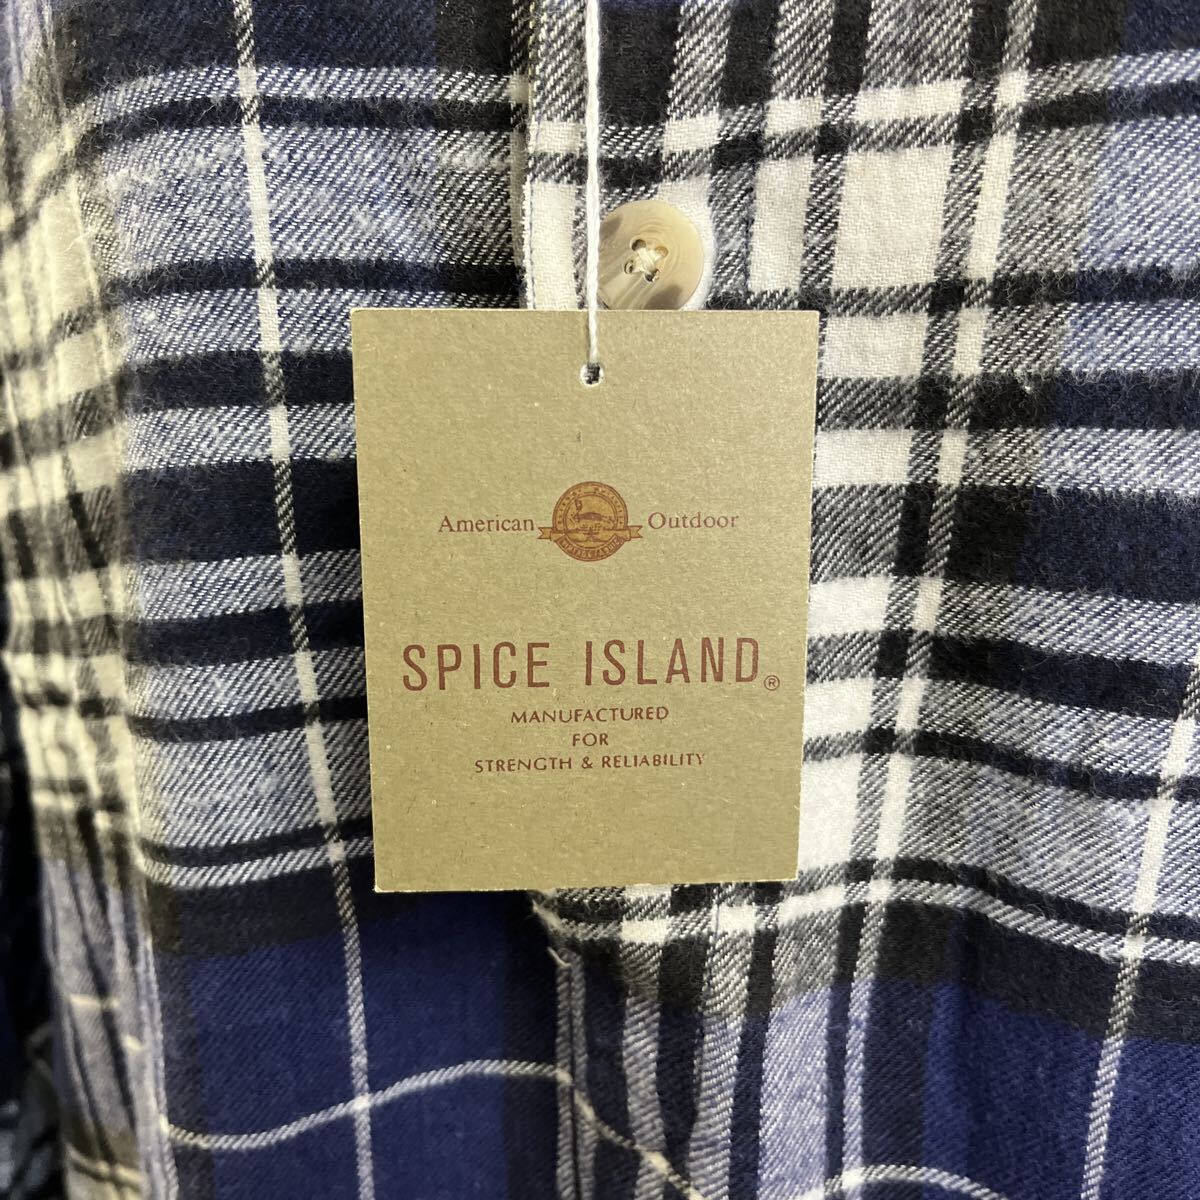 American Outdoor
SPICE ISLAND®
MANUFACTURED
FOR
STRENGTH & RELIABILITY